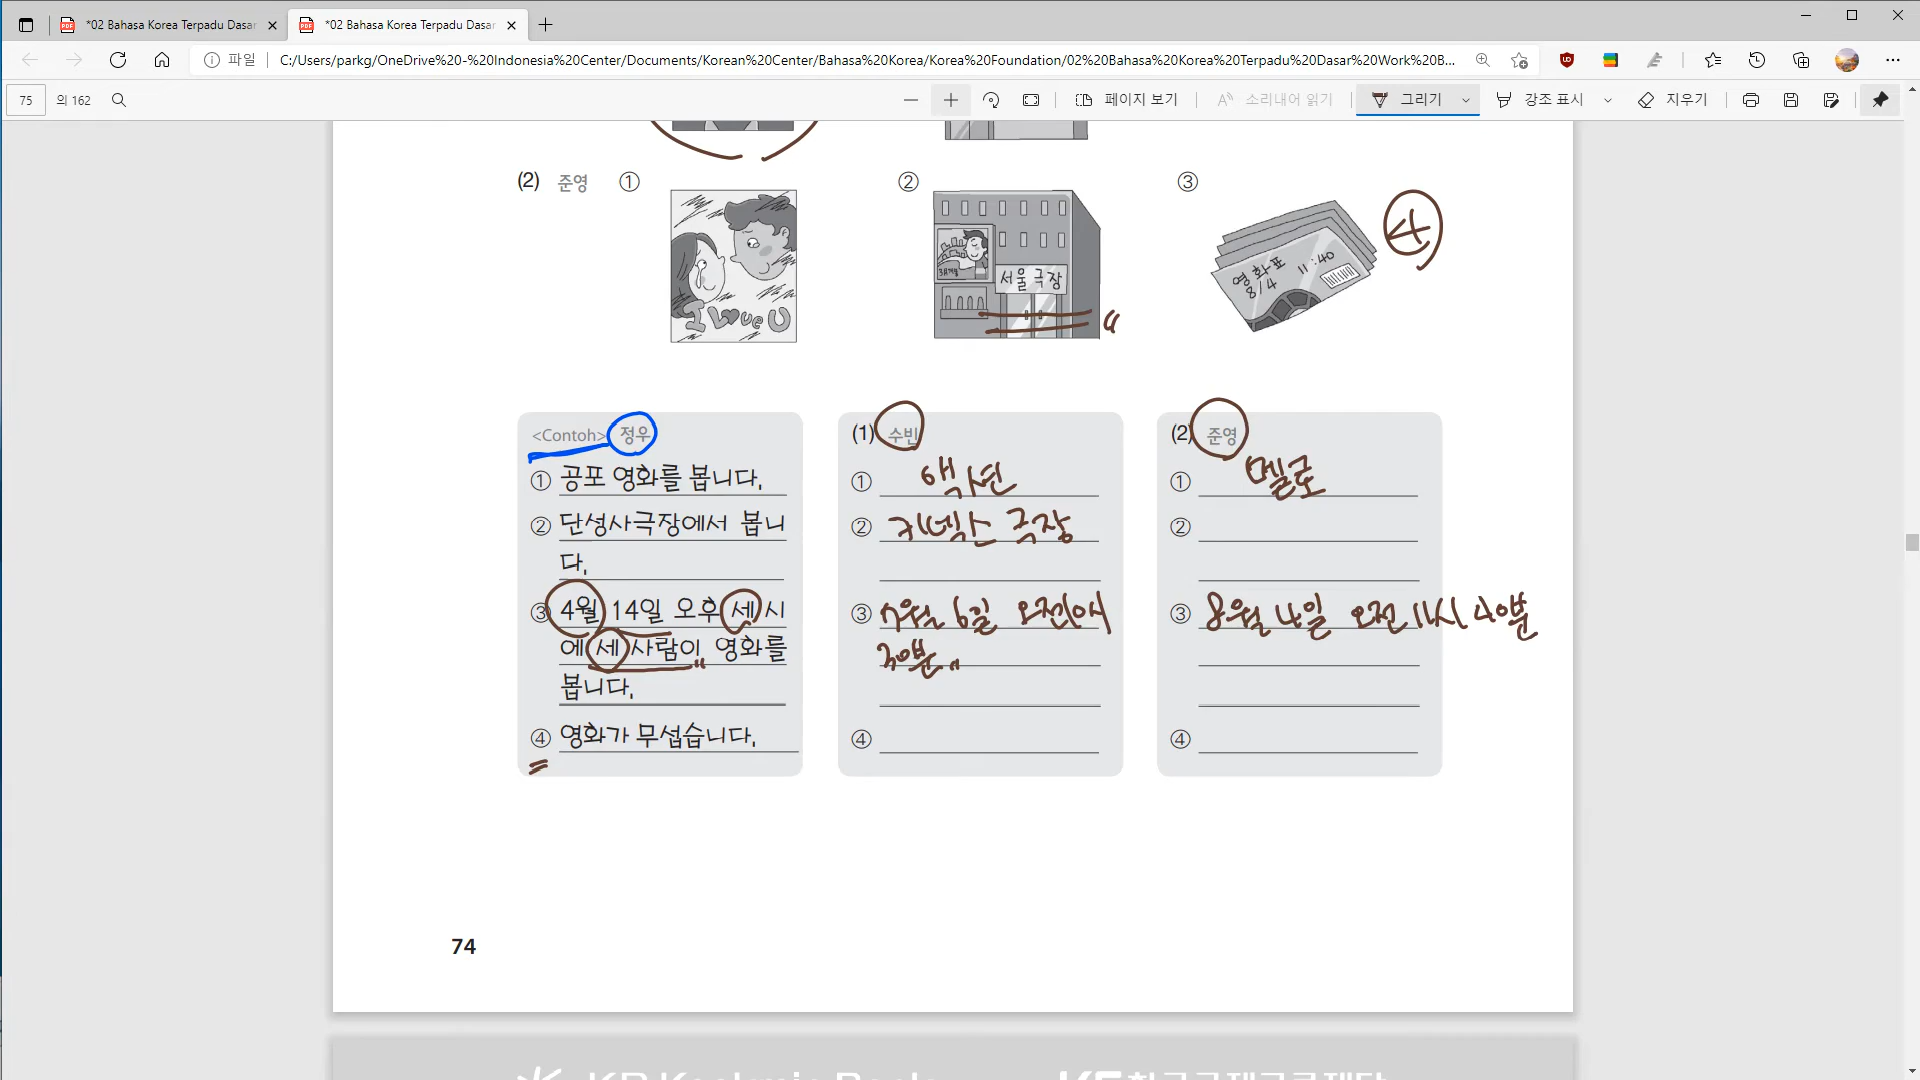 *02 Bahasa Korea Terpadu Dasar
*02 Bahasa Korea Terpadu Dasar
파일
C:/Users/parkg/OneDrive%20-%20Indonesia%20Center/Documents/Korean%20Center/Bahasa%20Korea/Korea%20Foundation/02%20Bahasa%20Korea%20Terpadu%20Dasar%20Work%20B...
75 의 162
페이지 보기
소리내어 읽기
그리기
강조 표시
지우기
(2) 준영 ① ② ③
I Love U
서울 극장
영화표
8/4 11:40
4
<Contoh> 정우
① 공포 영화를 봅니다.
② 단성사극장에서 봅니
다.
③ 4월 14일 오후 세 시
에 세 사람이 영화를
봅니다.
④ 영화가 무섭습니다.
(1) 수빈
① 액션
② 키넥스 극장
③ 7월 6일 오전
30분
④
(2) 준영
① 멜로
②
③ 8월 4일 오전 11시 40분
④
74